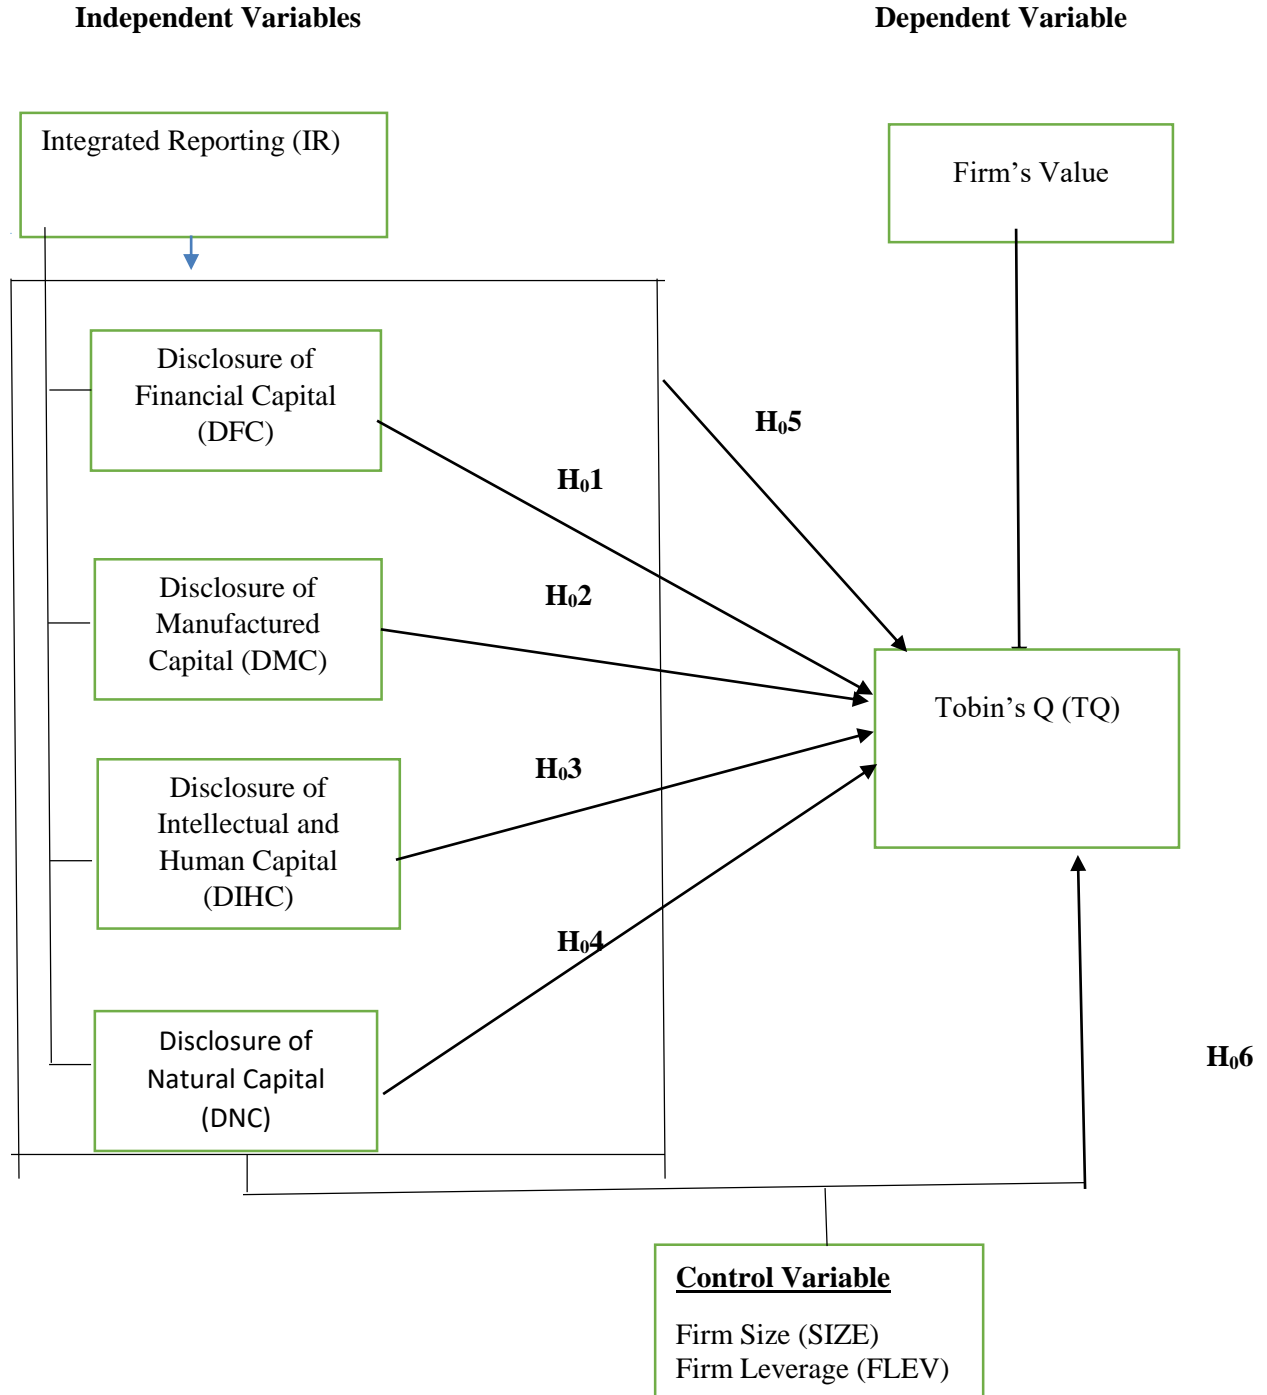 Independent Variables
Dependent Variable
Integrated Reporting (IR)
Firm’s Value
Disclosure of
Financial Capital
(DFC)
H₀5
H₀1
Disclosure of
Manufactured
Capital (DMC)
H₀2
Tobin’s Q (TQ)
Disclosure of
Intellectual and
Human Capital
(DIHC)
H₀3
H₀4
Disclosure of
Natural Capital
(DNC)
H₀6
Control Variable
Firm Size (SIZE)
Firm Leverage (FLEV)